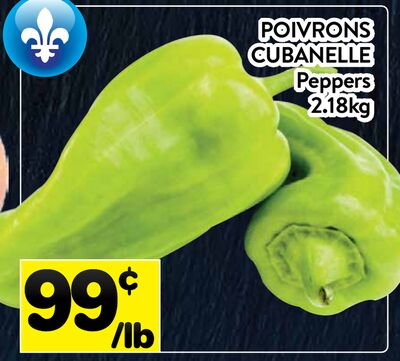 POIVRONS
CUBANELLE
Peppers
2.18kg
99¢
/lb